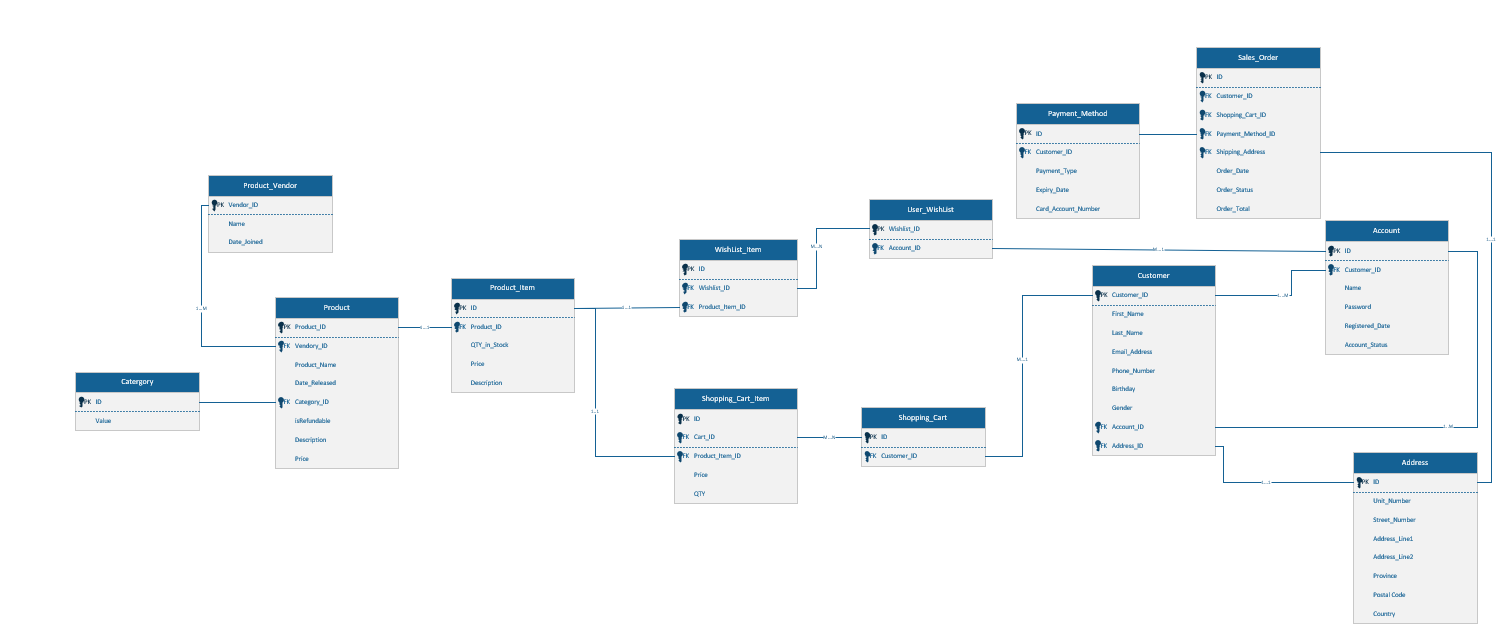 Sales_Order
PK ID
FK Customer_ID
FK Shopping_Cart_ID
FK Payment_Method_ID
FK Shipping_Address
Order_Date
Order_Status
Order_Total
Payment_Method
PK ID
FK Customer_ID
Payment_Type
Expiry_Date
Card_Account_Number
Product_Vendor
PK Vendor_ID
Name
Date_Joined
User_WishList
PK Wishlist_ID
FK Account_ID
M...N
M...1
1...1
Account
PK ID
FK Customer_ID
Name
Password
Registered_Date
Account_Status
WishList_Item
PK ID
FK Wishlist_ID
FK Product_Item_ID
Customer
PK Customer_ID
First_Name
Last_Name
Email_Address
Phone_Number
Birthday
Gender
FK Account_ID
FK Address_ID
1...M
Product_Item
PK ID
FK Product_ID
QTY_in_Stock
Price
Description
1...1
Product
PK Product_ID
FK Vendory_ID
Product_Name
Date_Released
FK Category_ID
isRefundable
Description
Price
1...M
1...1
M...1
Catergory
PK ID
Value
Shopping_Cart_Item
PK ID
FK Cart_ID
FK Product_Item_ID
Price
QTY
1...1
M...N
Shopping_Cart
PK ID
FK Customer_ID
1...M
Address
PK ID
Unit_Number
Street_Number
Address_Line1
Address_Line2
Province
Postal Code
Country
1...1